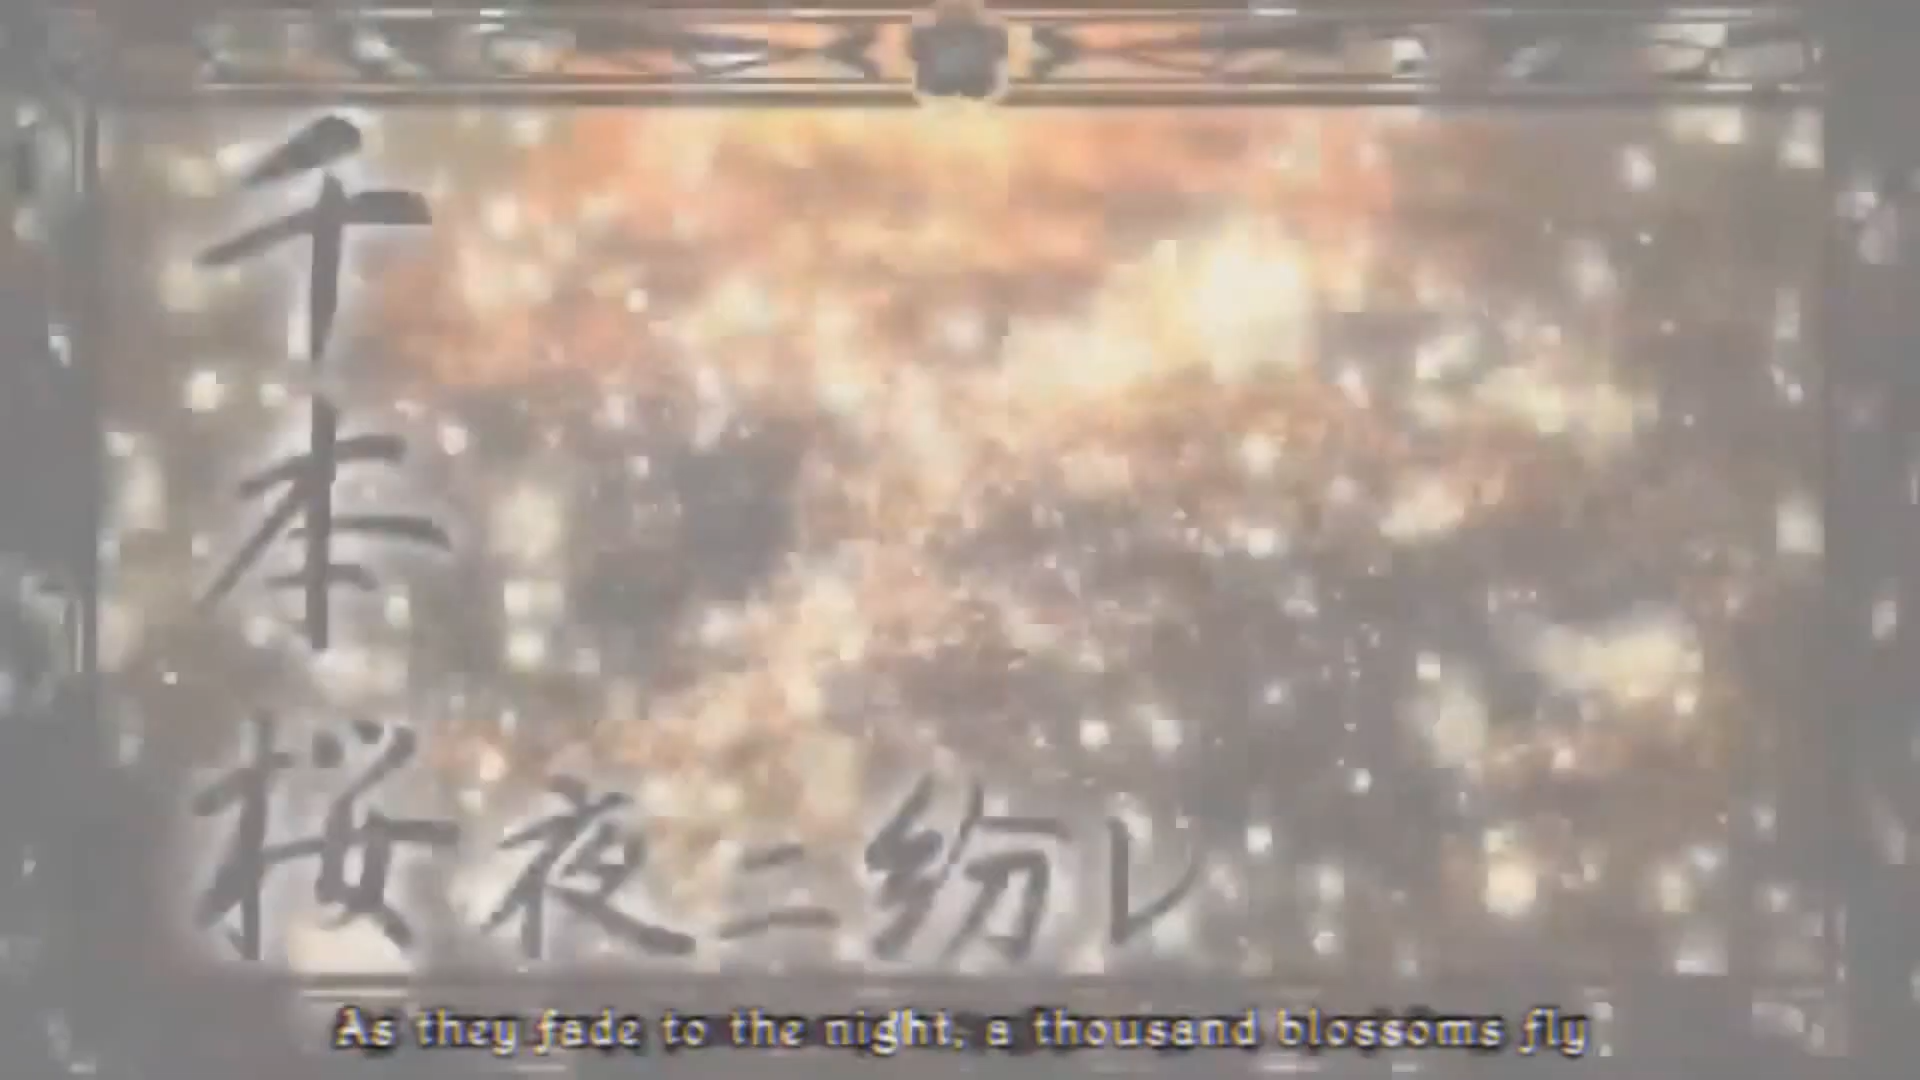 千本桜夜ニ紛レ
As they fade to the night, a thousand blossoms fly